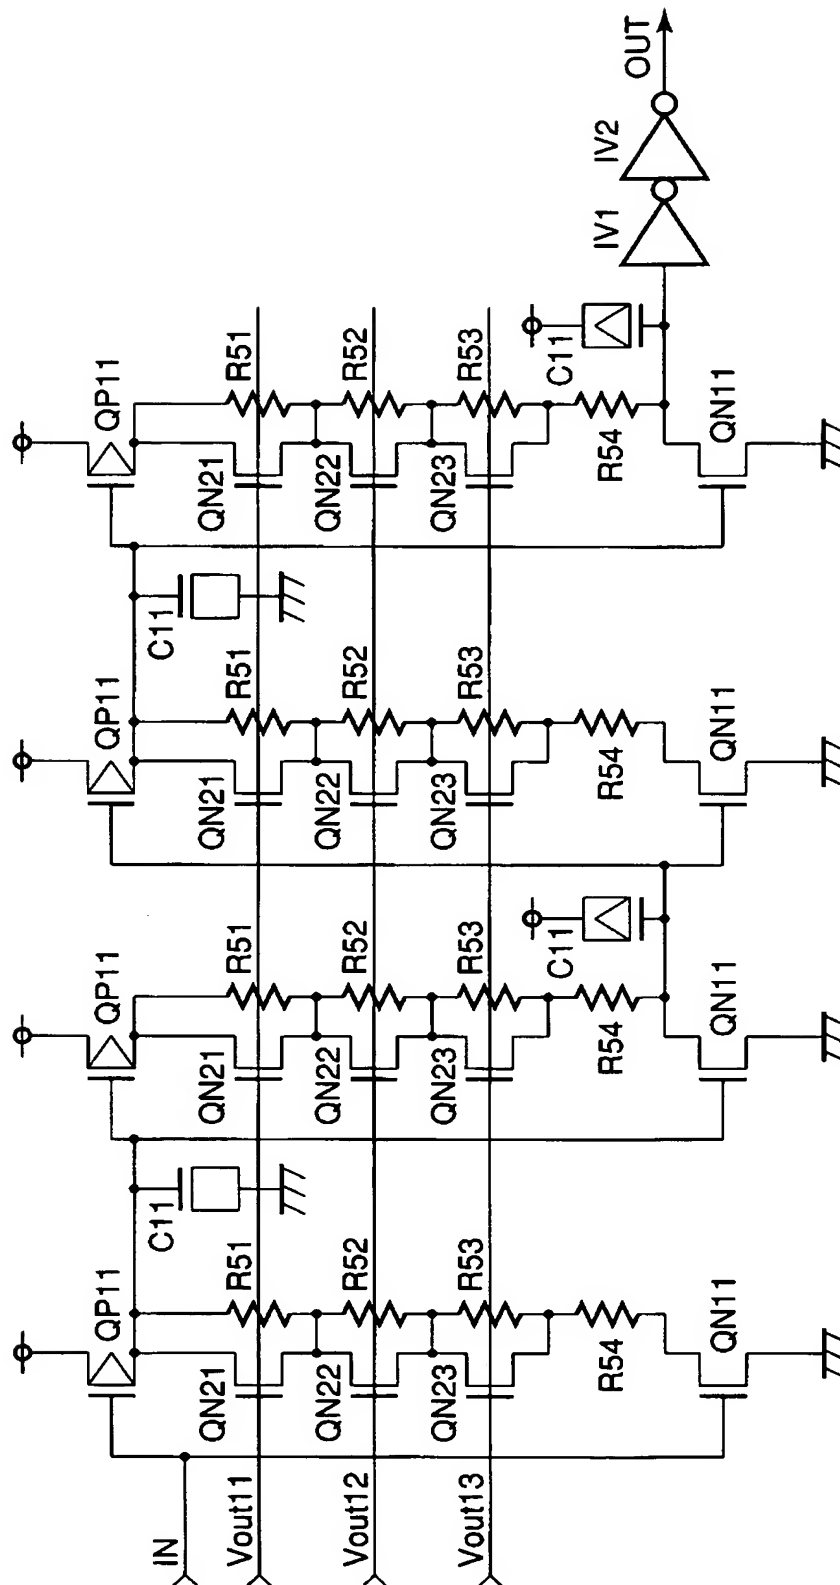 IN
Vout11
Vout12
Vout13
QP11
QN21
R51
QN22
R52
QN23
R53
R54
QN11
C11
QP11
QN21
R51
QN22
R52
QN23
R53
R54
QN11
C11
QP11
QN21
R51
QN22
R52
QN23
R53
R54
QN11
C11
QP11
QN21
R51
QN22
R52
QN23
R53
R54
QN11
C11
IV1
IV2
OUT